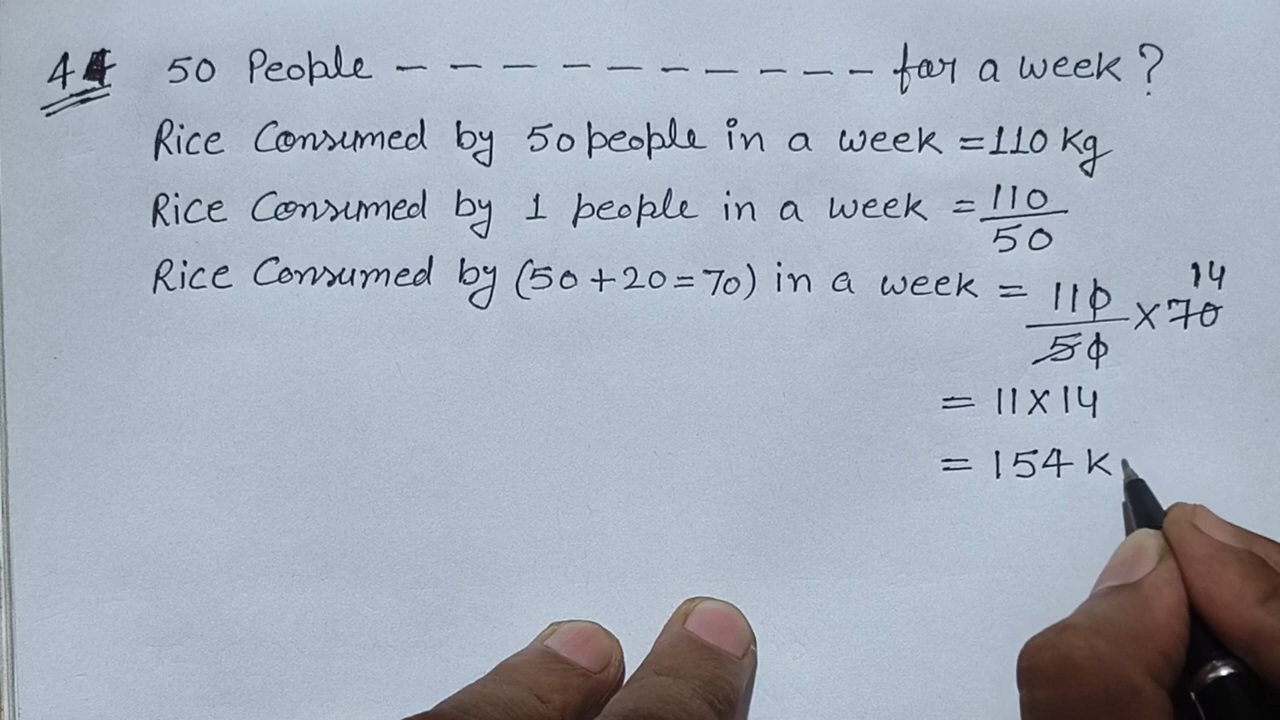 44 50 People - - - - - - - - - - - for a week ?
Rice Consumed by 50 people in a week = 110 Kg
Rice Consumed by 1 people in a week = 110/50
Rice Consumed by (50+20=70) in a week = 110/50 × 70 14
= 11 × 14
= 154 K